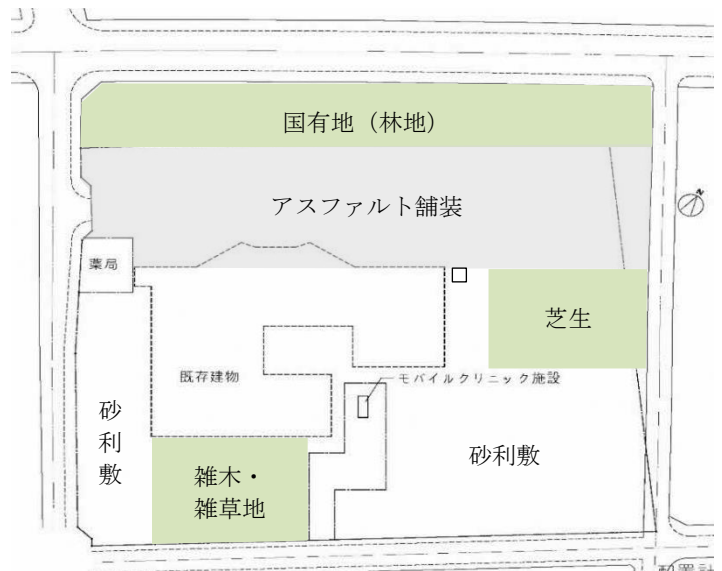 国有地（林地）
アスファルト舗装
N
薬局
芝生
既存建物
モバイルクリニック施設
砂利敷
砂利敷
雑木・
雑草地